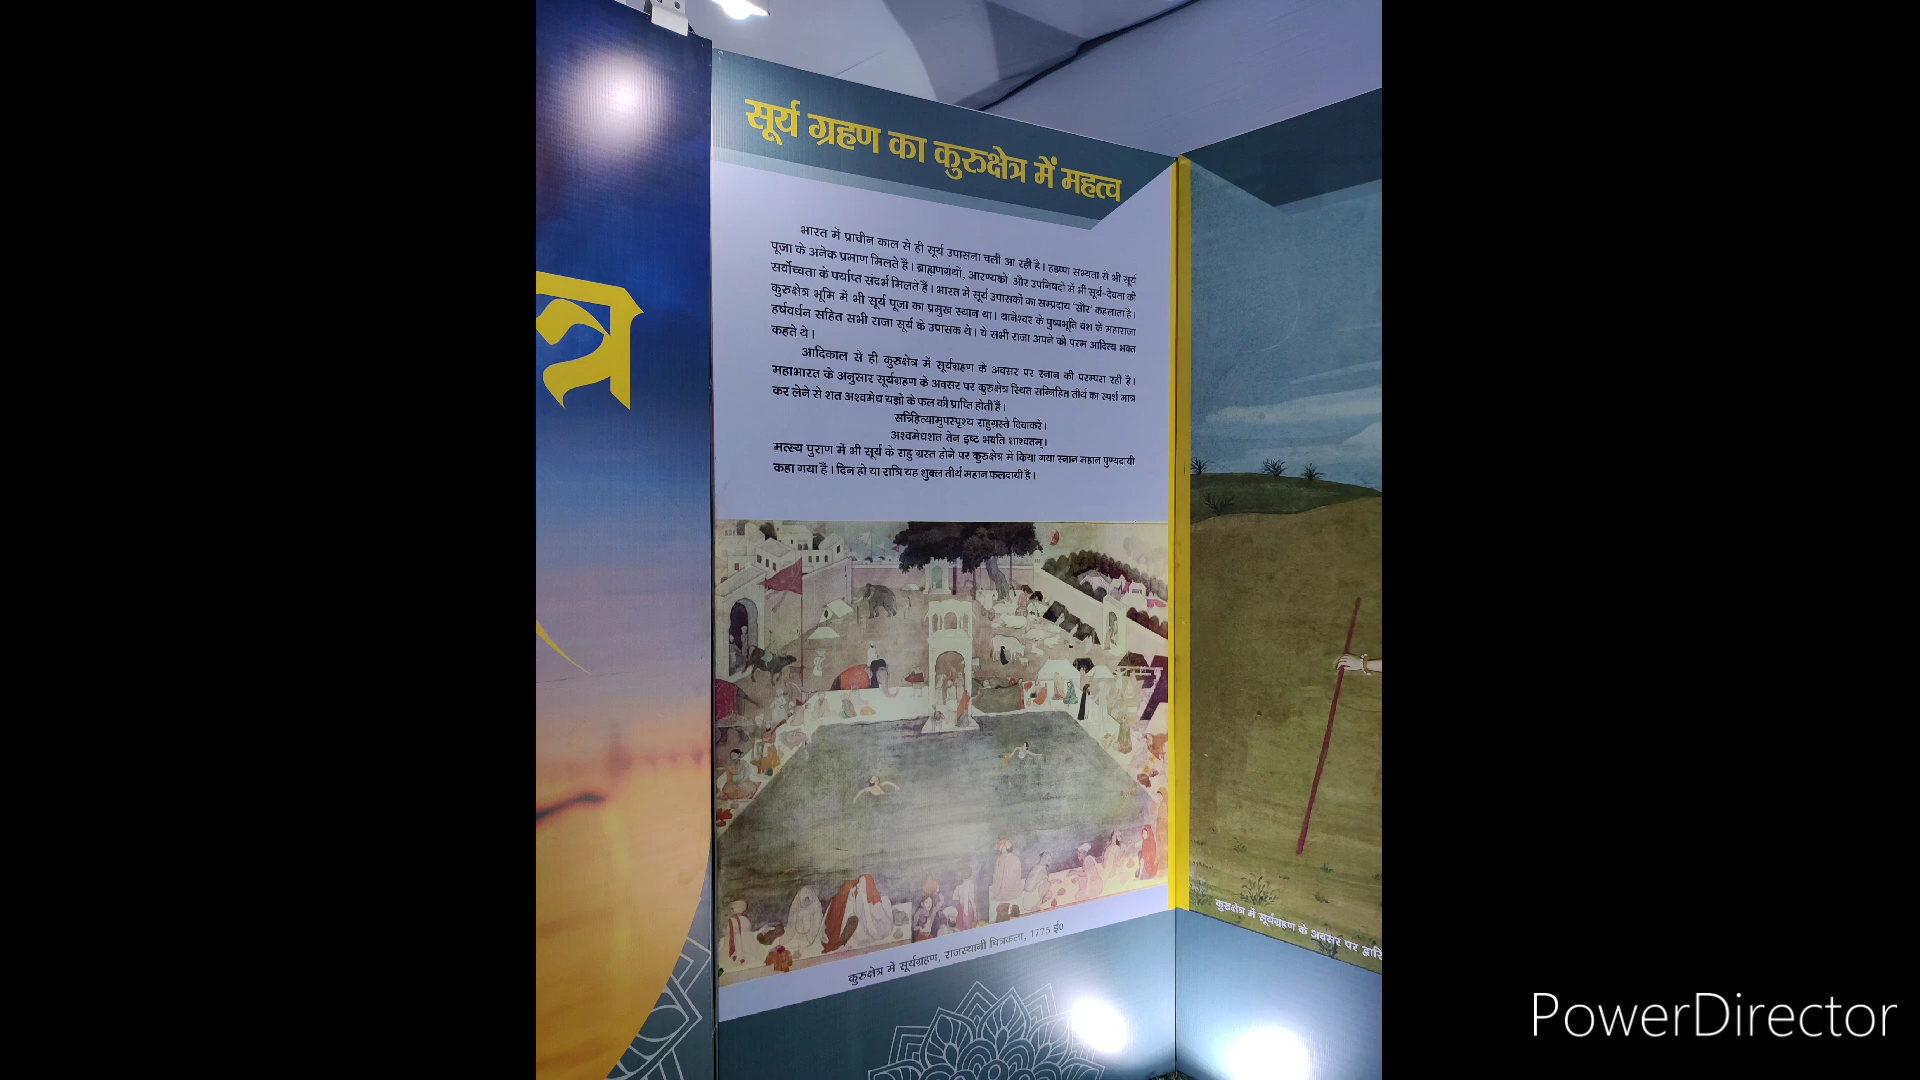 सूर्य ग्रहण का कुरुक्षेत्र में महत्व
भारत में प्राचीन काल से ही सूर्य उपासना चली आ रही है। हड़प्पा सभ्यता से भी सूर्य
पूजा के अनेक प्रमाण मिलते हैं। ब्राह्मणग्रंथों, आरण्यकों और उपनिषदों में भी सूर्य-देवता की
सर्वोच्चता के पर्याप्त संदर्भ मिलते हैं। भारत में सूर्य उपासकों का सम्प्रदाय 'सौर' कहलाता है।
कुरुक्षेत्र भूमि में भी सूर्य पूजा का प्रमुख स्थान था। थानेश्वर के पुष्पभूति वंश के महाराजा
हर्षवर्धन सहित सभी राजा सूर्य के उपासक थे। ये सभी राजा अपने को परम आदित्य भक्त
कहते थे।
आदिकाल से ही कुरुक्षेत्र में सूर्यग्रहण के अवसर पर स्नान की परम्परा रही है।
महाभारत के अनुसार सूर्यग्रहण के अवसर पर कुरुक्षेत्र स्थित सन्निहित तीर्थ का स्पर्श मात्र
कर लेने से शत अश्वमेध यज्ञों के फल की प्राप्ति होती है।
सन्निहित्यामुपस्पृश्य राहुग्रस्ते दिवाकरे।
अश्वमेधशतं तेन इष्टं भवति शाश्वतम्।
मत्स्य पुराण में भी सूर्य के राहु ग्रस्त होने पर कुरुक्षेत्र में किया गया स्नान महान पुण्यदायी
कहा गया है। दिन हो या रात्रि यह शुक्ल तीर्थ महान फलदायी है।
कुरुक्षेत्र में सूर्यग्रहण, राजस्थानी चित्रकला, 1775 ई०
कुरुक्षेत्र में सूर्यग्रहण के अवसर पर
PowerDirector